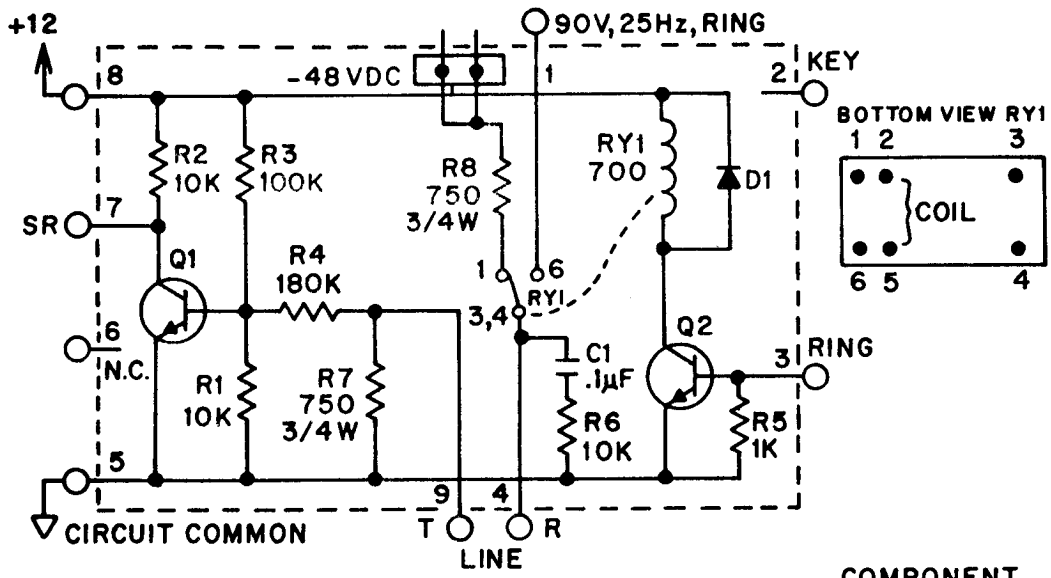 +12
8
-48VDC
90V, 25Hz, RING
1
2
KEY
BOTTOM VIEW RY1
1 2 3
COIL
6 5 4
R2
10K
R3
100K
R8
750
3/4W
RY1
700
D1
SR
7
Q1
R4
180K
1
6
RY1
3,4
6
N.C.
R1
10K
R7
750
3/4W
C1
.1µF
R6
10K
Q2
3
RING
R5
1K
5
CIRCUIT COMMON
9
4
T
R
LINE
COMPONENT